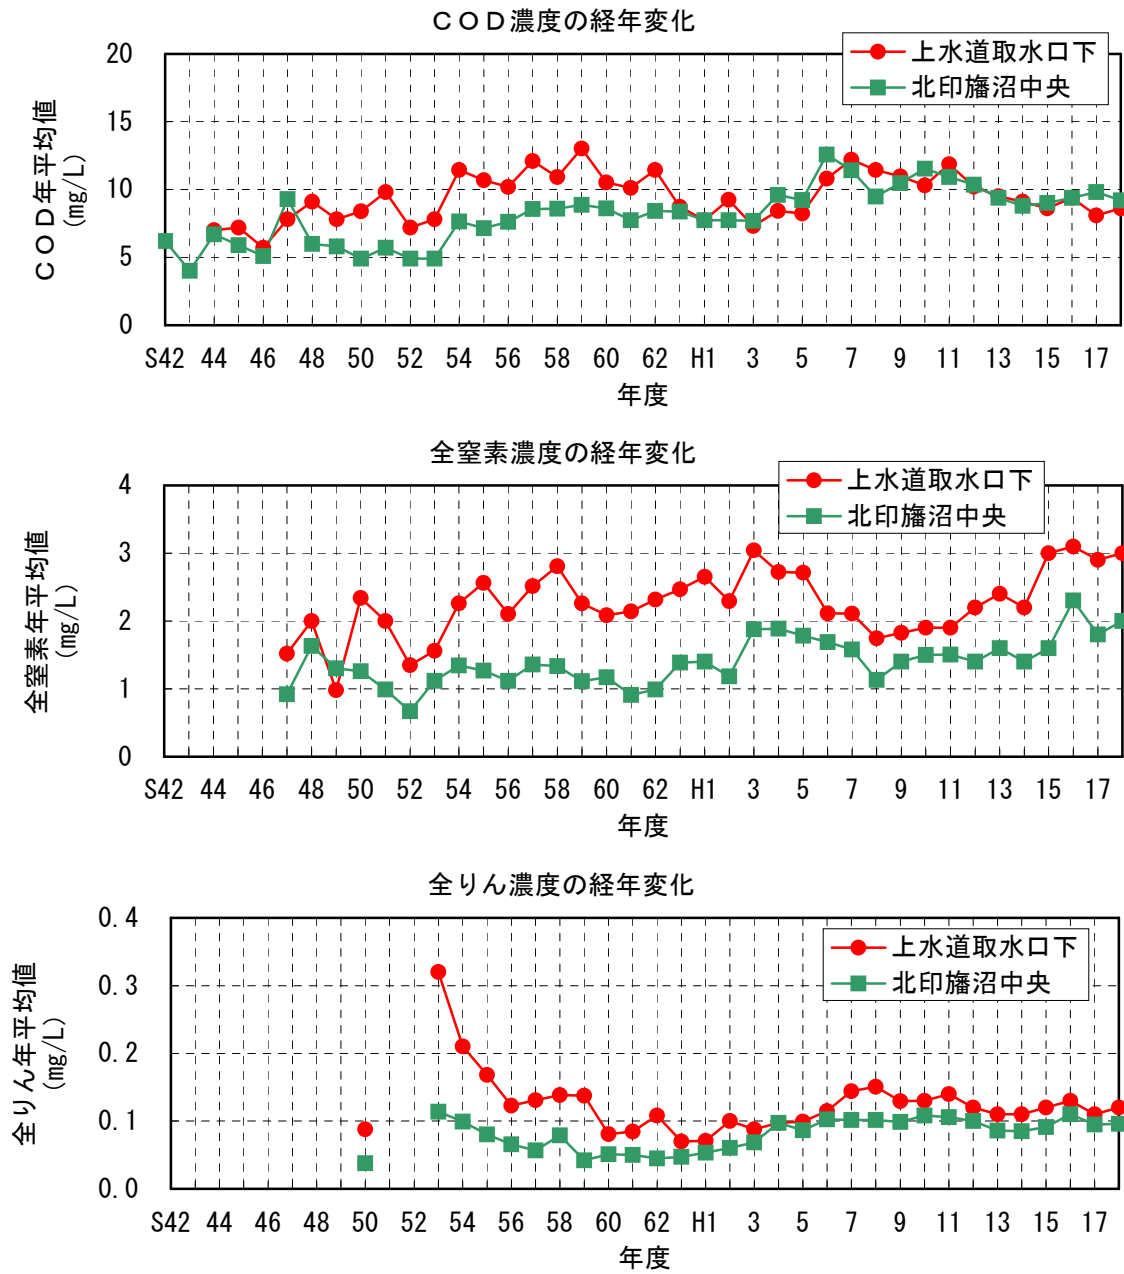 ＣＯＤ濃度の経年変化
上水道取水口下
北印旛沼中央
ＣＯＤ年平均値
(mg/L)
20
15
10
5
0
S42 44 46 48 50 52 54 56 58 60 62 H1 3 5 7 9 11 13 15 17
年度
全窒素濃度の経年変化
上水道取水口下
北印旛沼中央
全窒素年平均値
(mg/L)
4
3
2
1
0
S42 44 46 48 50 52 54 56 58 60 62 H1 3 5 7 9 11 13 15 17
年度
全りん濃度の経年変化
上水道取水口下
北印旛沼中央
全りん年平均値
(mg/L)
0.4
0.3
0.2
0.1
0.0
S42 44 46 48 50 52 54 56 58 60 62 H1 3 5 7 9 11 13 15 17
年度